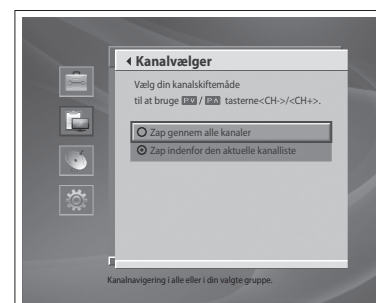 Kanalvælger
Vælg din kanalskiftemåde
til at bruge P∨ / P∧ tasterne<CH->/<CH+>.
Zap gennem alle kanaler
Zap indenfor den aktuelle kanalliste
Kanalnavigering i alle eller i din valgte gruppe.